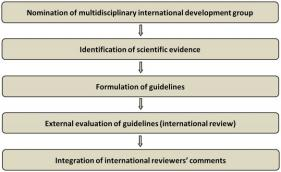 Nomination of multidisciplinary international development group
Identification of scientific evidence
Formulation of guidelines
External evaluation of guidelines (international review)
Integration of international reviewers' comments